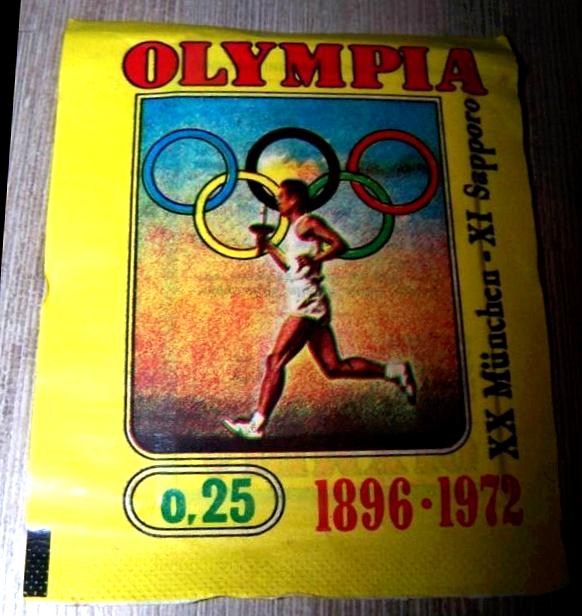 OLYMPIA
XX München - XI Sapporo
0,25
1896 · 1972